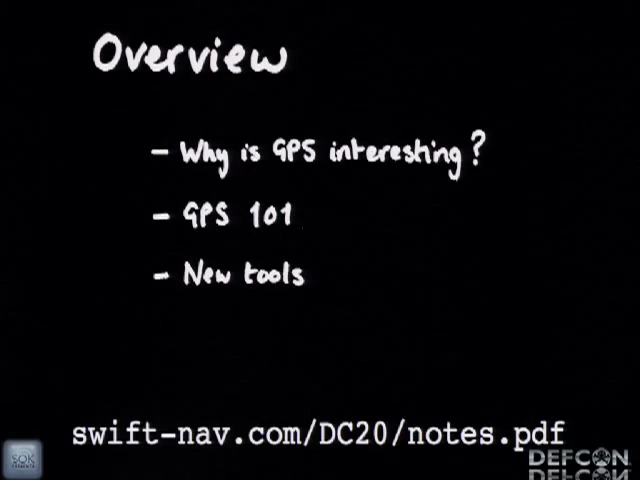 Overview
- Why is GPS interesting?
- GPS 101
- New tools
swift-nav.com/DC20/notes.pdf
SOK
DEFCON